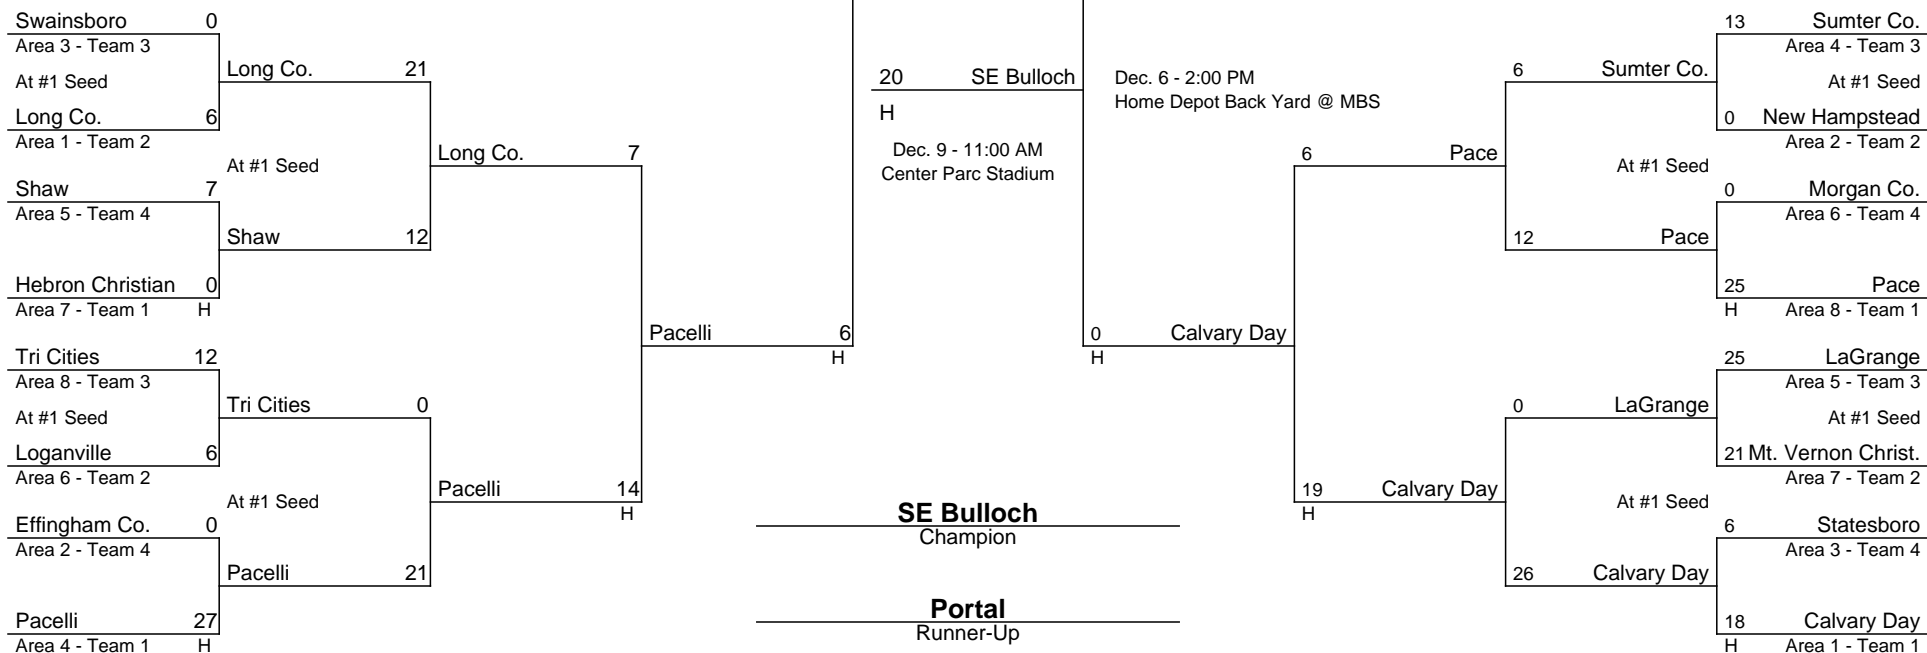 Swainsboro 0
Area 3 - Team 3
At #1 Seed
Long Co. 6
Area 1 - Team 2
Shaw 7
Area 5 - Team 4
Hebron Christian 0
Area 7 - Team 1 H
Tri Cities 12
Area 8 - Team 3
At #1 Seed
Loganville 6
Area 6 - Team 2
Effingham Co. 0
Area 2 - Team 4
Pacelli 27
Area 4 - Team 1 H
Long Co. 21
At #1 Seed
Shaw 12
Tri Cities 0
At #1 Seed
Pacelli 21
Long Co. 7
Pacelli 14
H
Pacelli 6
H
20 SE Bulloch
H
Dec. 9 - 11:00 AM
Center Parc Stadium
SE Bulloch
Champion
Portal
Runner-Up
Dec. 6 - 2:00 PM
Home Depot Back Yard @ MBS
0 Calvary Day
H
6 Pace
19 Calvary Day
H
6 Sumter Co.
At #1 Seed
12 Pace
0 LaGrange
At #1 Seed
26 Calvary Day
13 Sumter Co.
Area 4 - Team 3
At #1 Seed
0 New Hampstead
Area 2 - Team 2
0 Morgan Co.
Area 6 - Team 4
25 Pace
H Area 8 - Team 1
25 LaGrange
Area 5 - Team 3
At #1 Seed
21 Mt. Vernon Christ.
Area 7 - Team 2
6 Statesboro
Area 3 - Team 4
18 Calvary Day
H Area 1 - Team 1